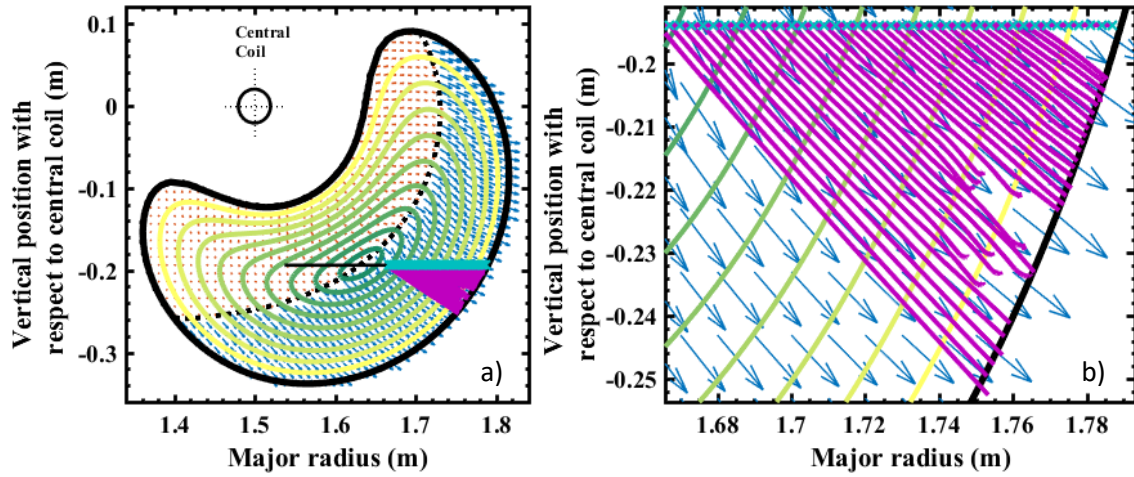 0.1
0
-0.1
-0.2
-0.3
Vertical position with
respect to central coil (m)
Central
Coil
a)
1.4
1.5
1.6
1.7
1.8
Major radius (m)
-0.2
-0.21
-0.22
-0.23
-0.24
-0.25
Vertical position with
respect to central coil (m)
b)
1.68
1.7
1.72
1.74
1.76
1.78
Major radius (m)